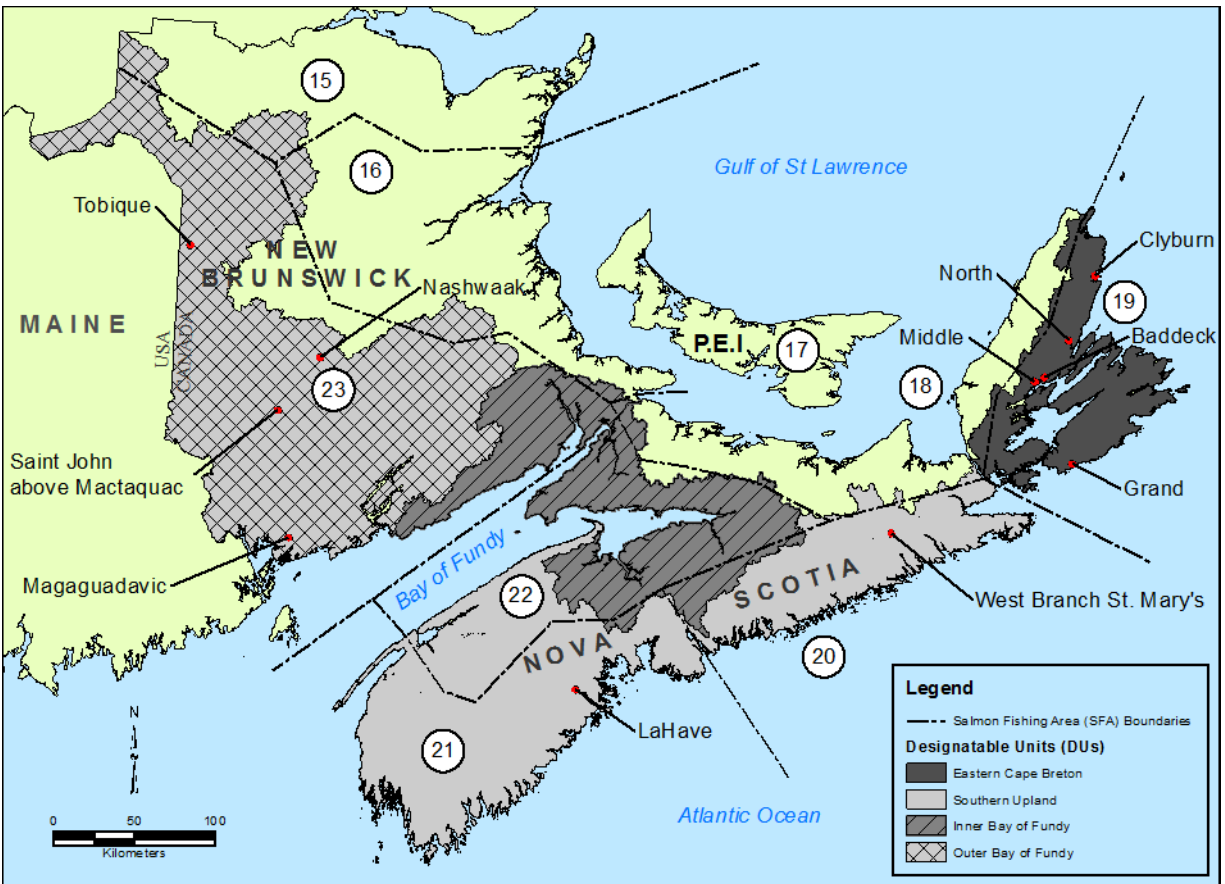 15
16
Gulf of St Lawrence
Tobique
NEW
BRUNSWICK
Nashwaak
Clyburn
North
19
MAINE
USA
CANADA
P.E.I
17
Middle
Baddeck
18
23
Saint John
above Mactaquac
Grand
Magaguadavic
Bay of Fundy
22
NOVA SCOTIA
West Branch St. Mary's
20
LaHave
21
Atlantic Ocean
N
0 50 100
Kilometers
Legend
Salmon Fishing Area (SFA) Boundaries
Designatable Units (DUs)
Eastern Cape Breton
Southern Upland
Inner Bay of Fundy
Outer Bay of Fundy